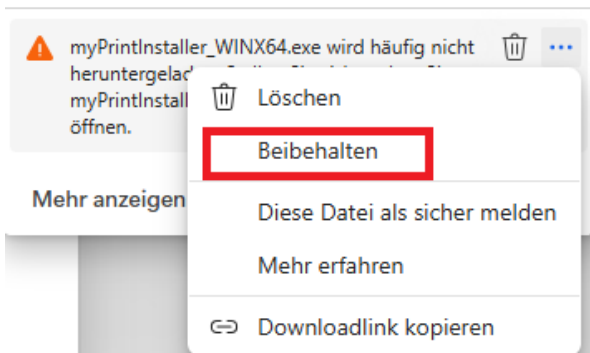 myPrintInstaller_WINX64.exe wird häufig nicht
myPrintInstall
öffnen.
Löschen
Beibehalten
Mehr anzeigen
Diese Datei als sicher melden
Mehr erfahren
Downloadlink kopieren